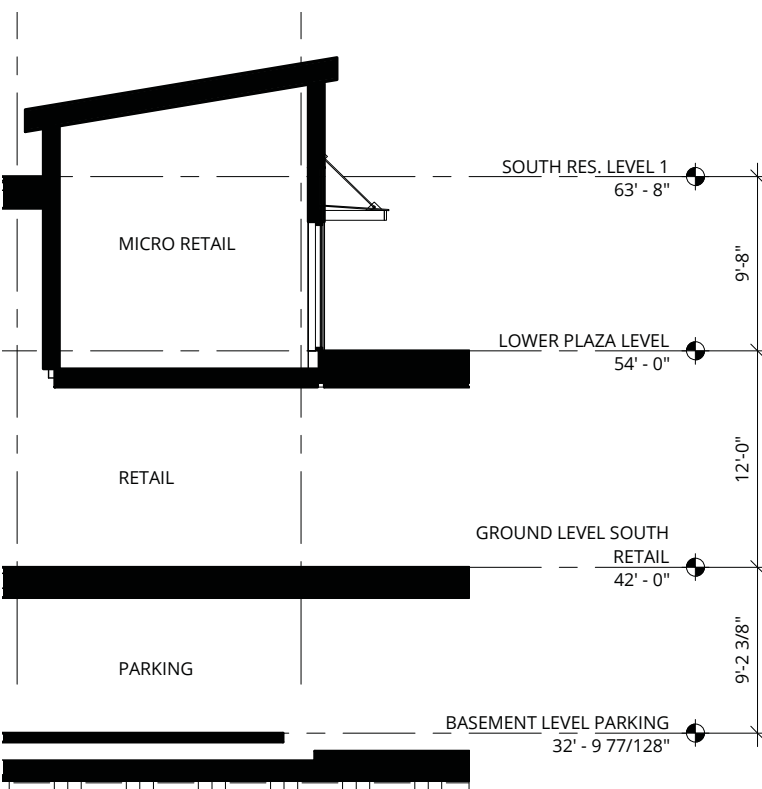 SOUTH RES. LEVEL 1
63' - 8"
MICRO RETAIL
9'-8"
LOWER PLAZA LEVEL
54' - 0"
12'-0"
RETAIL
GROUND LEVEL SOUTH
RETAIL
42' - 0"
9'-2 3/8"
PARKING
BASEMENT LEVEL PARKING
32' - 9 77/128"